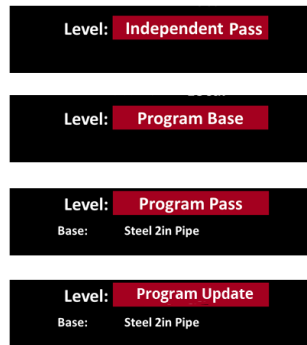 Level: Independent Pass
Level: Program Base
Level: Program Pass
Base: Steel 2in Pipe
Level: Program Update
Base: Steel 2in Pipe